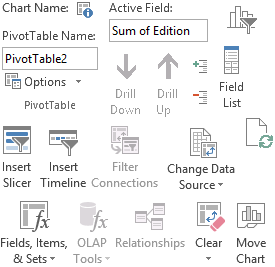 Chart Name:
Active Field:
PivotTable Name:
Sum of Edition
PivotTable2
Options
PivotTable
Drill
Down
Drill
Up
Field
List
Insert
Slicer
Insert
Timeline
Filter
Connections
Change Data
Source
Fields, Items,
& Sets
OLAP
Tools
Relationships
Clear
Move
Chart